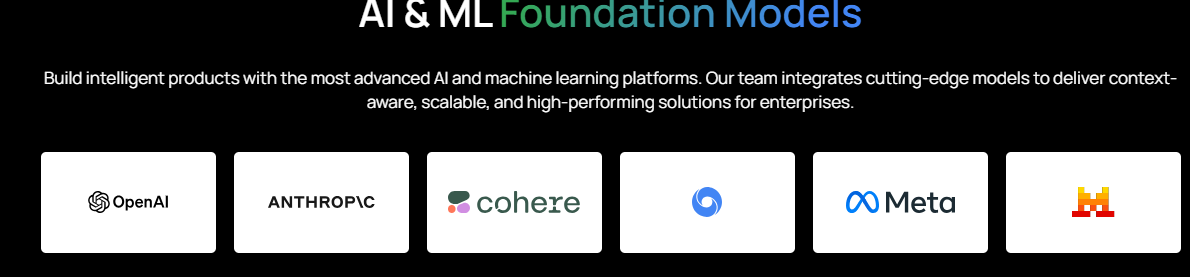 AI & ML Foundation Models
Build intelligent products with the most advanced AI and machine learning platforms. Our team integrates cutting-edge models to deliver context-
aware, scalable, and high-performing solutions for enterprises.
OpenAI
ANTHROP\C
cohere
Meta